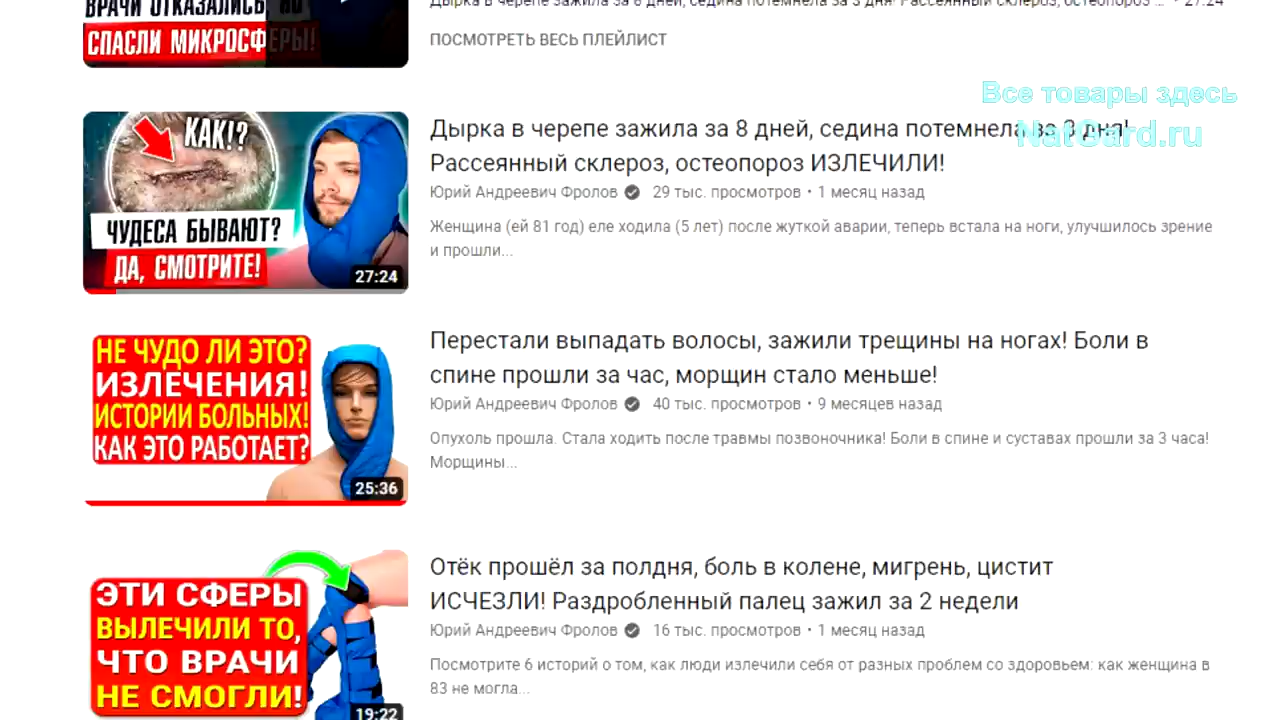 ВРАЧИ ОТКАЗАЛИСЬ, НО
СПАСЛИ МИКРОСФЕРЫ!
Дырка в черепе зажила за 8 дней, седина потемнела за 3 дня! Рассеянный склероз, остеопороз ... • 27:24
ПОСМОТРЕТЬ ВЕСЬ ПЛЕЙЛИСТ
Все товары здесь
NatGard.ru
КАК!?
ЧУДЕСА БЫВАЮТ?
ДА, СМОТРИТЕ!
27:24
Дырка в черепе зажила за 8 дней, седина потемнела за 3 дня!
Рассеянный склероз, остеопороз ИЗЛЕЧИЛИ!
Юрий Андреевич Фролов 29 тыс. просмотров • 1 месяц назад
Женщина (ей 81 год) еле ходила (5 лет) после жуткой аварии, теперь встала на ноги, улучшилось зрение
и прошли...
НЕ ЧУДО ЛИ ЭТО?
ИЗЛЕЧЕНИЯ!
ИСТОРИИ БОЛЬНЫХ!
КАК ЭТО РАБОТАЕТ?
25:36
Перестали выпадать волосы, зажили трещины на ногах! Боли в
спине прошли за час, морщин стало меньше!
Юрий Андреевич Фролов 40 тыс. просмотров • 9 месяцев назад
Опухоль прошла. Стала ходить после травмы позвоночника! Боли в спине и суставах прошли за 3 часа!
Морщины...
ЭТИ СФЕРЫ
ВЫЛЕЧИЛИ ТО,
ЧТО ВРАЧИ
НЕ СМОГЛИ!
19:22
Отёк прошёл за полдня, боль в колене, мигрень, цистит
ИСЧЕЗЛИ! Раздробленный палец зажил за 2 недели
Юрий Андреевич Фролов 16 тыс. просмотров • 1 месяц назад
Посмотрите 6 историй о том, как люди излечили себя от разных проблем со здоровьем: как женщина в
83 не могла...